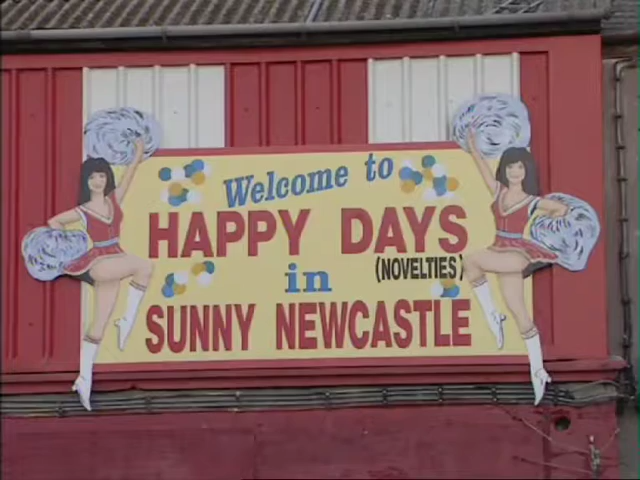 Welcome to
HAPPY DAYS
(NOVELTIES)
in
SUNNY NEWCASTLE